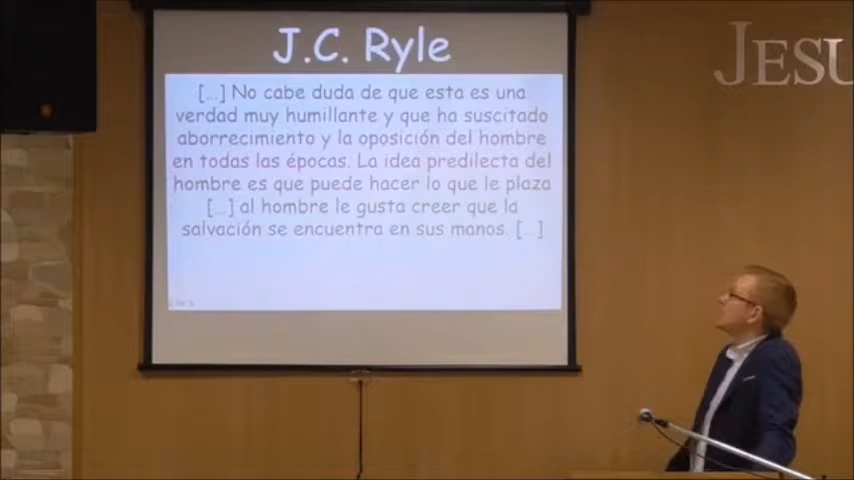 J.C. Ryle
[...] No cabe duda de que esta es una
verdad muy humillante y que ha suscitado
aborrecimiento y la oposición del hombre
en todas las épocas. La idea predilecta del
hombre es que puede hacer lo que le plaza
[...] al hombre le gusta creer que la
salvación se encuentra en sus manos. [...]
JESU